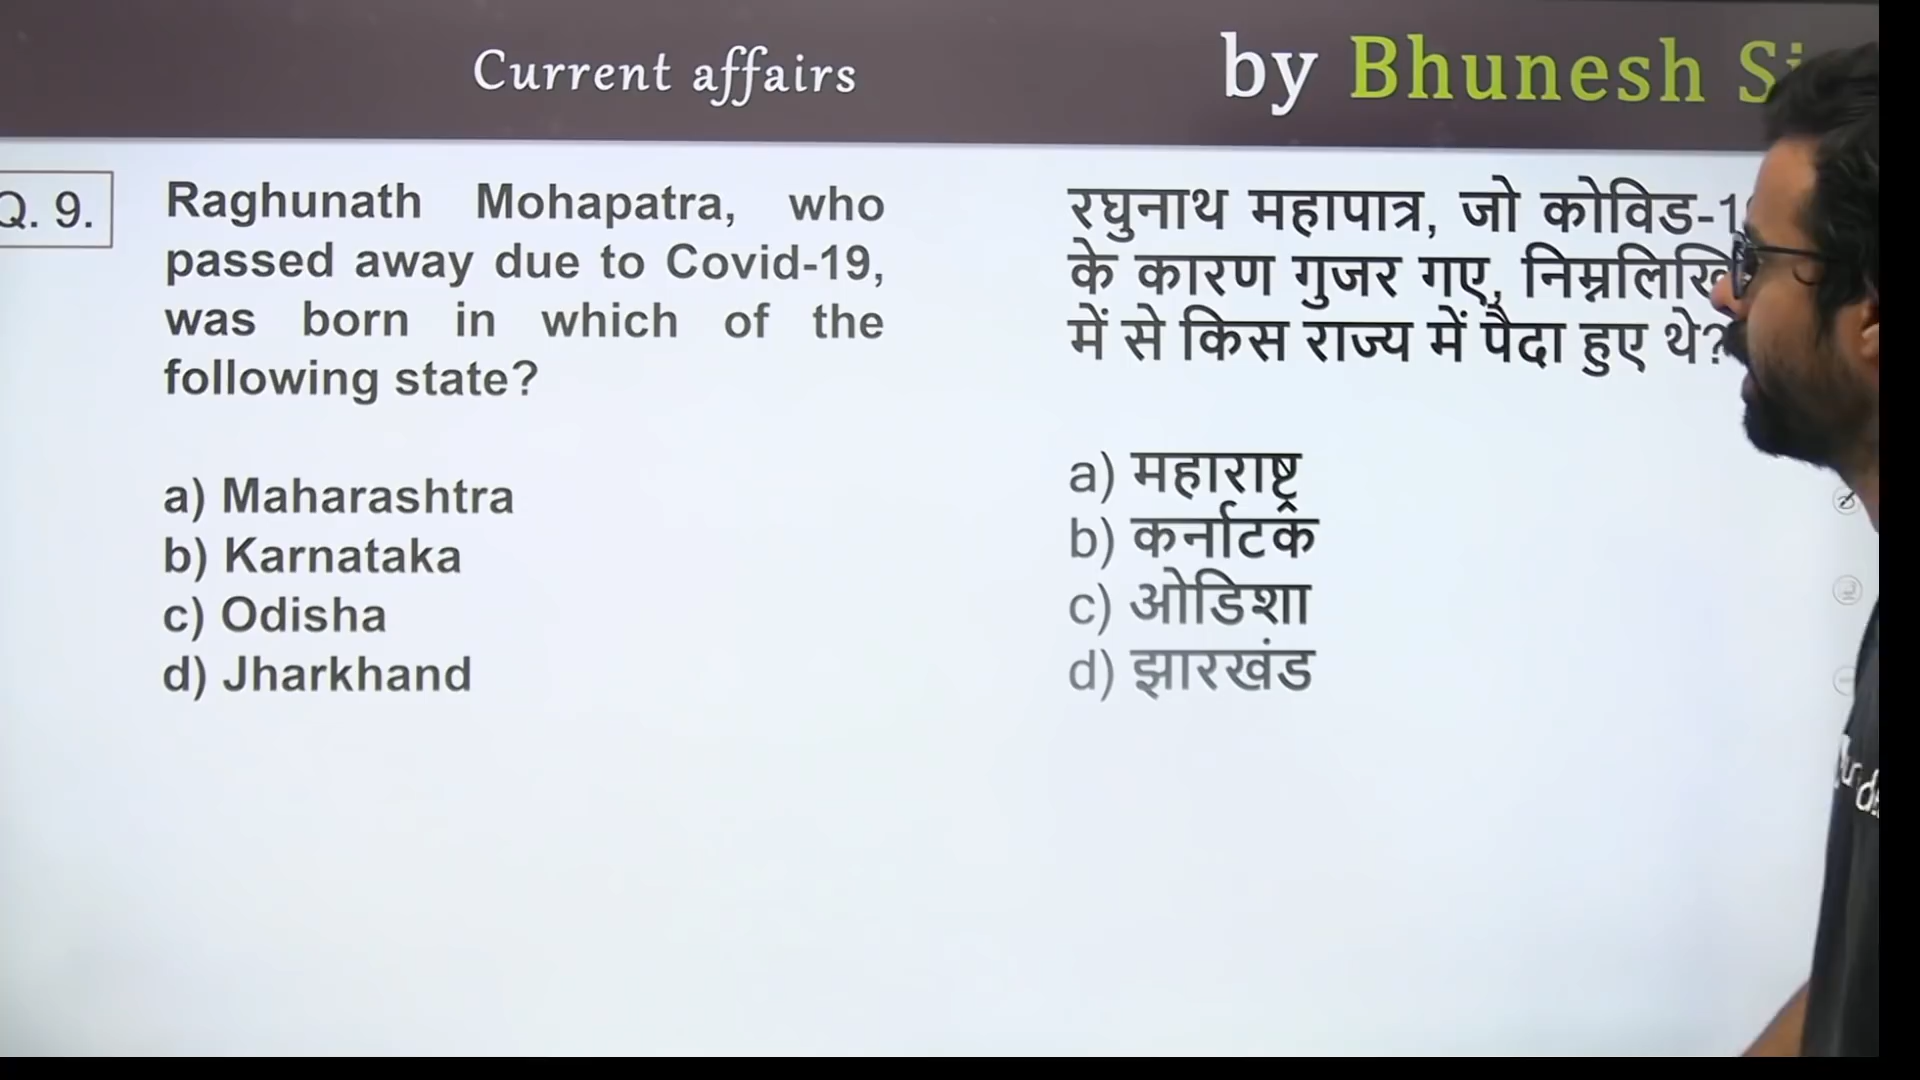 Current affairs
by Bhunesh
Q. 9.
Raghunath Mohapatra, who
passed away due to Covid-19,
was born in which of the
following state?
a) Maharashtra
b) Karnataka
c) Odisha
d) Jharkhand
रघुनाथ महापात्र, जो कोविड-1
के कारण गुजर गए,
में से किस राज्य में पैदा हुए थे?
a) महाराष्ट्र
b) कर्नाटक
c) ओडिशा
d) झारखंड